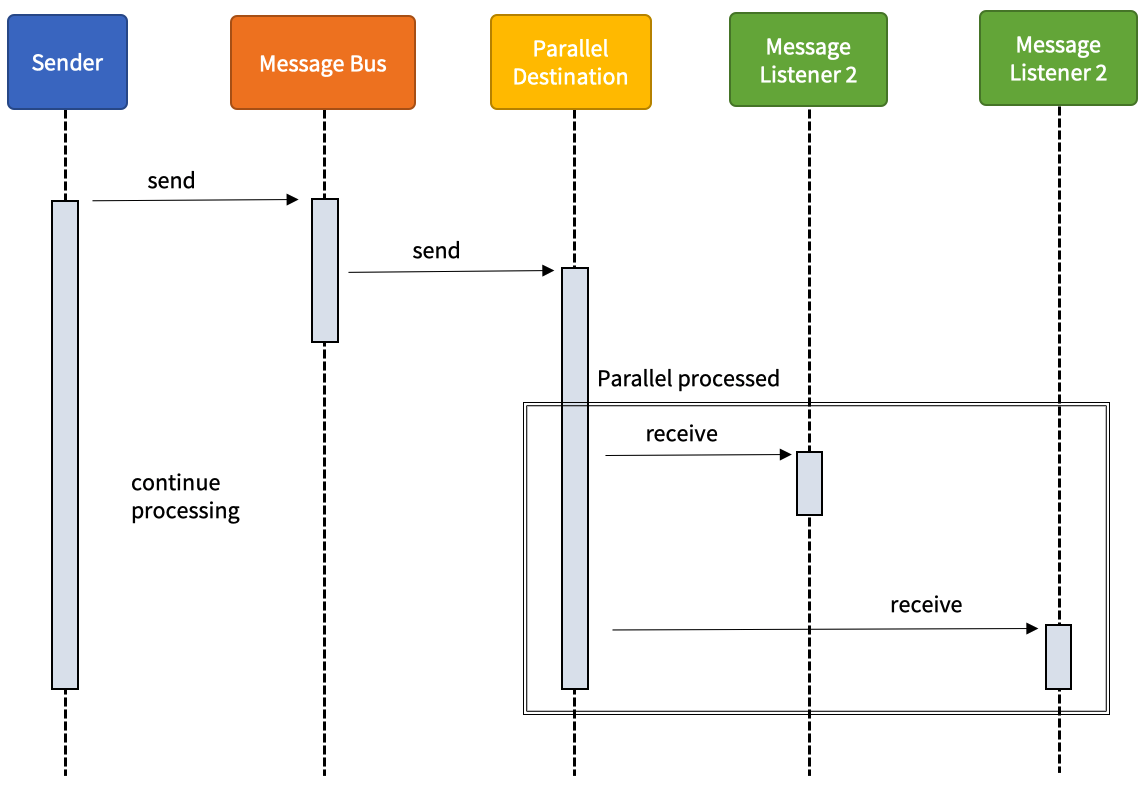 Sender
Message Bus
Parallel
Destination
Message
Listener 2
Message
Listener 2
send
send
Parallel processed
receive
continue
processing
receive